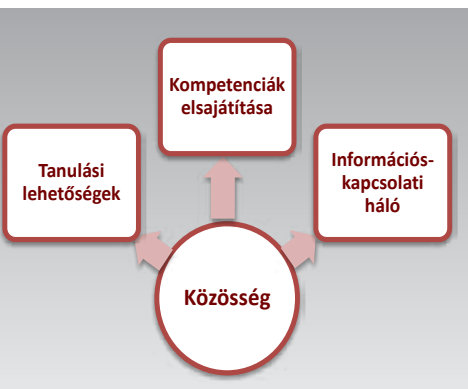 Kompetenciák
elsajátítása
Tanulási
lehetőségek
Információs-
kapcsolati
háló
Közösség